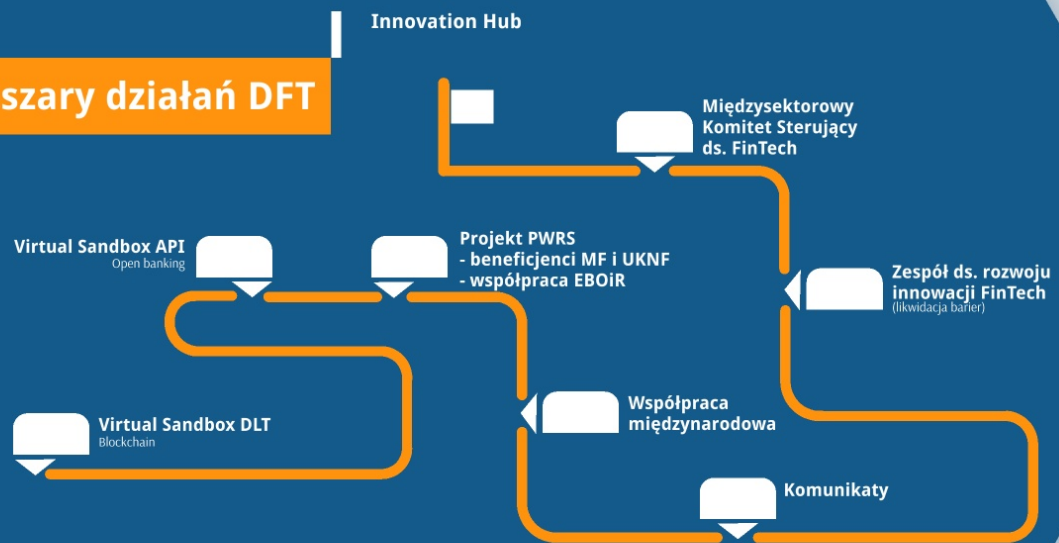 Innovation Hub
szary działań DFT
Międzysektorowy
Komitet Sterujący
ds. FinTech
Zespół ds. rozwoju
innowacji FinTech
(likwidacja barier)
Projekt PWRS
- beneficjenci MF i UKNF
- współpraca EBOiR
Virtual Sandbox API
Open banking
Współpraca
międzynarodowa
Virtual Sandbox DLT
Blockchain
Komunikaty